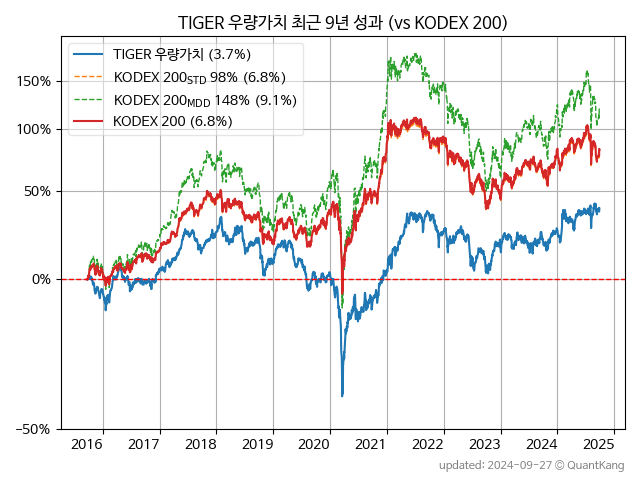 TIGER 우량가치 최근 9년 성과 (vs KODEX 200)
TIGER 우량가치 (3.7%)
KODEX 200STD 98% (6.8%)
KODEX 200MDD 148% (9.1%)
KODEX 200 (6.8%)
150%
100%
50%
0%
−50%
2016 2017 2018 2019 2020 2021 2022 2023 2024 2025
updated: 2024-09-27 © QuantKang